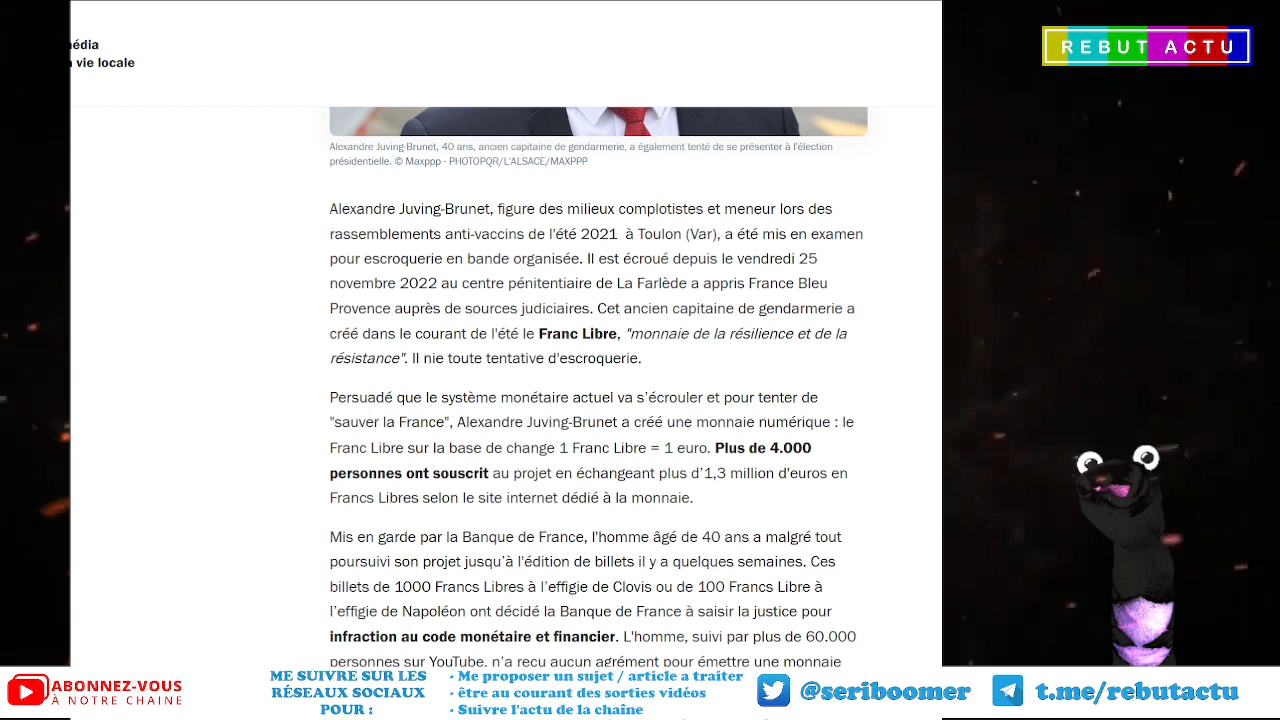 édia
vie locale
REBUT ACTU
Alexandre Juving-Brunet, 40 ans, ancien capitaine de gendarmerie, a également tenté de se présenter à l'élection
présidentielle. © Maxppp - PHOTOPQR/L'ALSACE/MAXPPP
Alexandre Juving-Brunet, figure des milieux complotistes et meneur lors des
rassemblements anti-vaccins de l'été 2021 à Toulon (Var), a été mis en examen
pour escroquerie en bande organisée. Il est écroué depuis le vendredi 25
novembre 2022 au centre pénitentiaire de La Farlède a appris France Bleu
Provence auprès de sources judiciaires. Cet ancien capitaine de gendarmerie a
créé dans le courant de l'été le Franc Libre, "monnaie de la résilience et de la
résistance". Il nie toute tentative d'escroquerie.
Persuadé que le système monétaire actuel va s’écrouler et pour tenter de
"sauver la France", Alexandre Juving-Brunet a créé une monnaie numérique : le
Franc Libre sur la base de change 1 Franc Libre = 1 euro. Plus de 4.000
personnes ont souscrit au projet en échangeant plus d’1,3 million d'euros en
Francs Libres selon le site internet dédié à la monnaie.
Mis en garde par la Banque de France, l'homme âgé de 40 ans a malgré tout
poursuivi son projet jusqu’à l'édition de billets il y a quelques semaines. Ces
billets de 1000 Francs Libres à l’effigie de Clovis ou de 100 Francs Libre à
l’effigie de Napoléon ont décidé la Banque de France à saisir la justice pour
infraction au code monétaire et financier. L'homme, suivi par plus de 60.000
personnes sur YouTube, n’a reçu aucun agrément pour émettre une monnaie
ABONNEZ-VOUS
À NOTRE CHAINE
ME SUIVRE SUR LES
RÉSEAUX SOCIAUX
POUR :
- Me proposer un sujet / article a traiter
- être au courant des sorties vidéos
- Suivre l'actu de la chaîne
@seriboomer
t.me/rebutactu